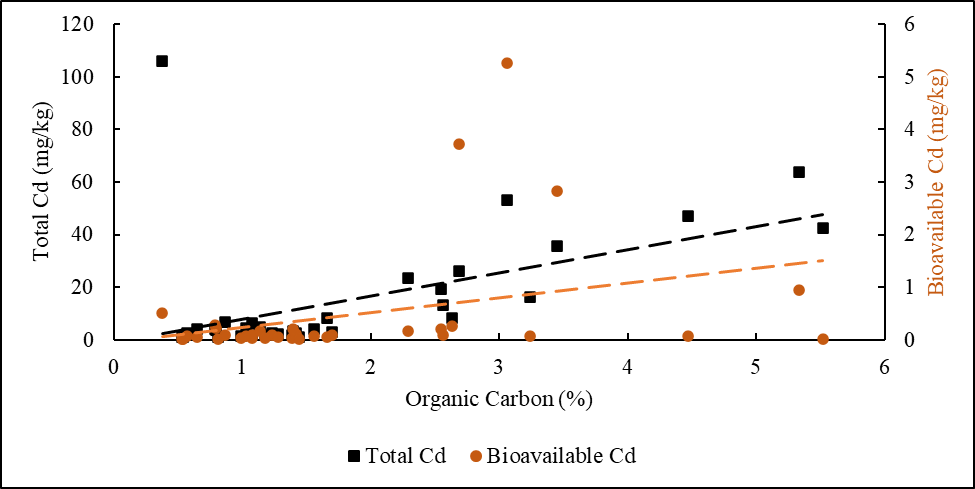 Total Cd (mg/kg)
120
100
80
60
40
20
0
6
5
4
3
2
1
0
Bioavailable Cd (mg/kg)
0 1 2 3 4 5 6
Organic Carbon (%)
Total Cd Bioavailable Cd